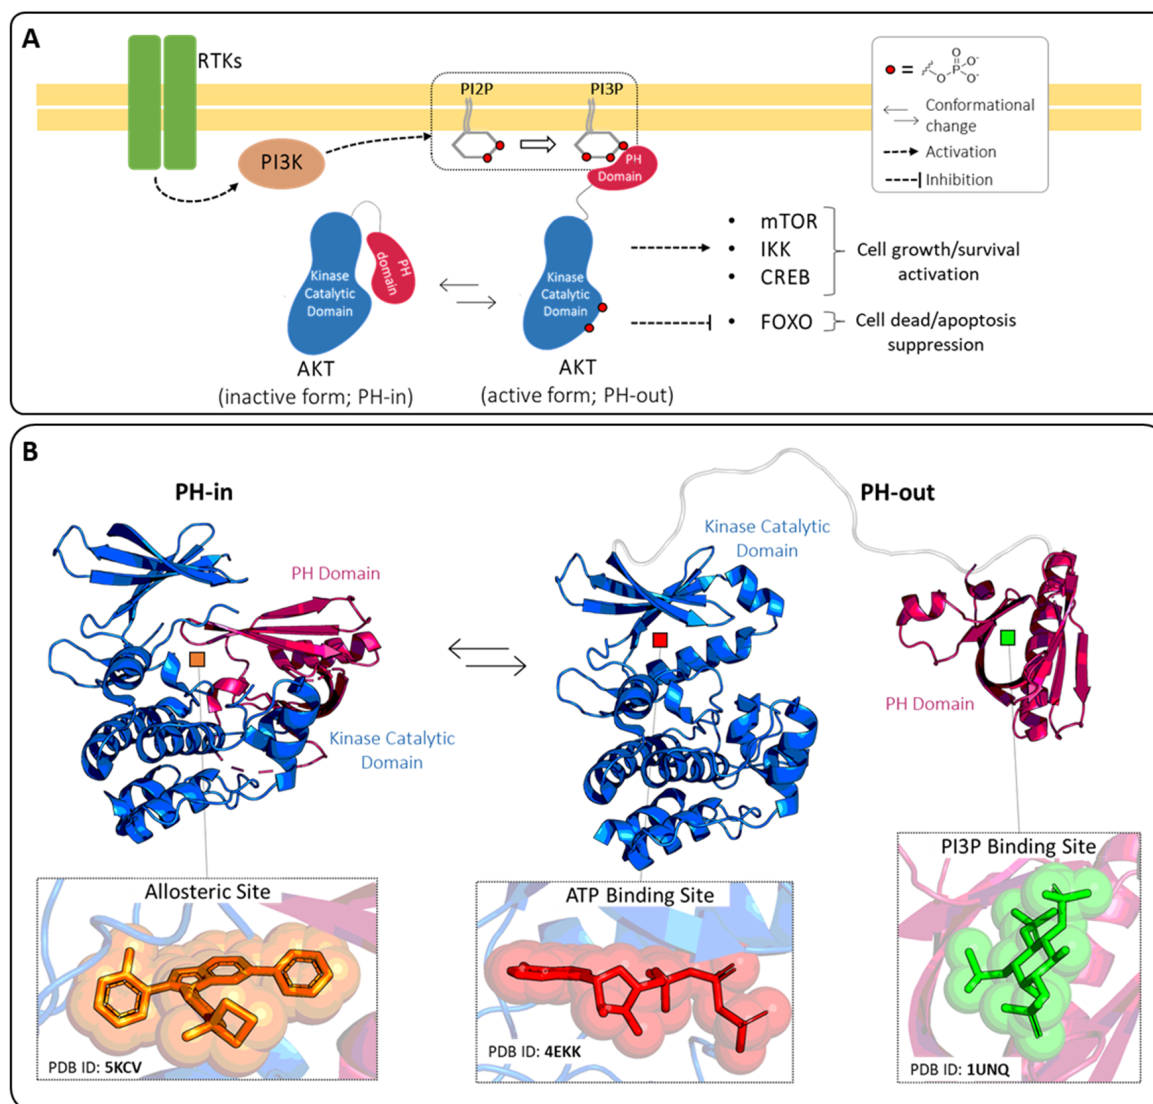 A
RTKs
PI2P
PI3P
PI3K
PH
Domain
= O P O⁻
O
O⁻
Conformational
change
Activation
Inhibition
Kinase
Catalytic
Domain
PH
domain
Kinase
Catalytic
Domain
• mTOR
• IKK
• CREB
Cell growth/survival
activation
• FOXO
Cell dead/apoptosis
suppression
AKT
(inactive form; PH-in)
AKT
(active form; PH-out)
B
PH-in
PH-out
Kinase Catalytic
Domain
PH Domain
PH Domain
Kinase Catalytic
Domain
Allosteric Site
PDB ID: 5KCV
ATP Binding Site
PDB ID: 4EKK
PI3P Binding Site
PDB ID: 1UNQ